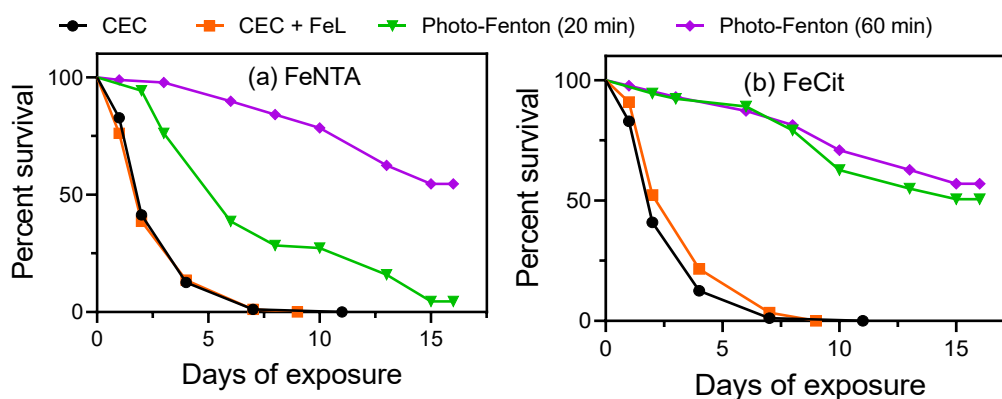 CEC CEC + FeL Photo-Fenton (20 min) Photo-Fenton (60 min)
(a) FeNTA
100
50
0
Percent survival
0 5 10 15
Days of exposure
(b) FeCit
100
50
0
Percent survival
0 5 10 15
Days of exposure